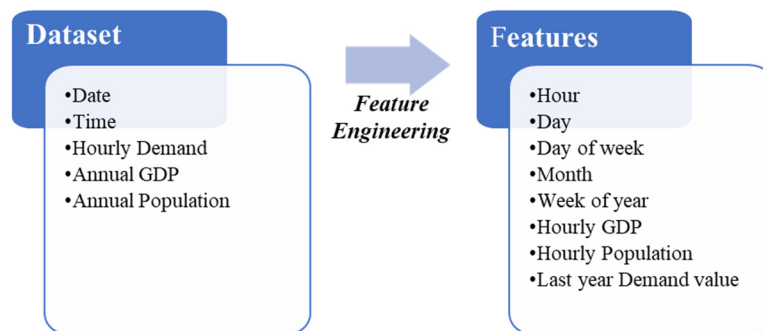 Dataset
•Date
•Time
•Hourly Demand
•Annual GDP
•Annual Population
Feature
Engineering
Features
•Hour
•Day
•Day of week
•Month
•Week of year
•Hourly GDP
•Hourly Population
•Last year Demand value